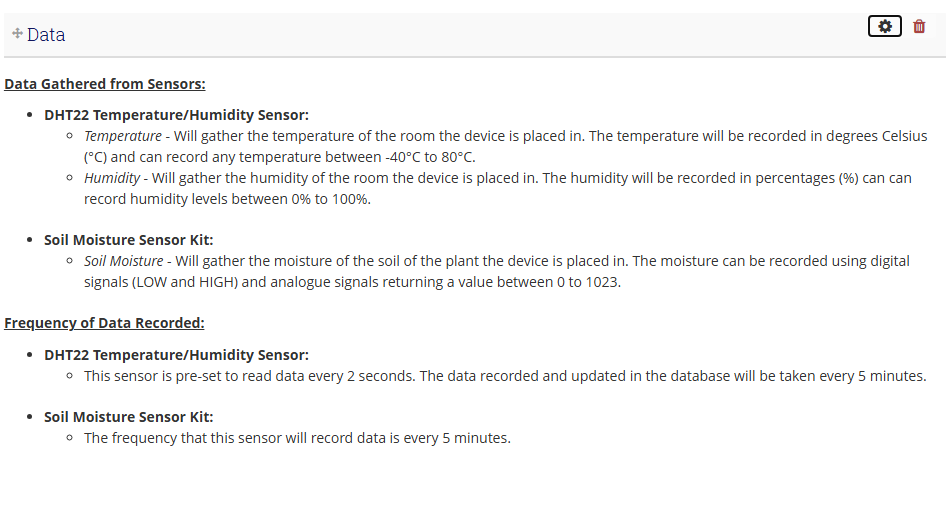 Data
Data Gathered from Sensors:
DHT22 Temperature/Humidity Sensor:
Temperature - Will gather the temperature of the room the device is placed in. The temperature will be recorded in degrees Celsius
(°C) and can record any temperature between -40°C to 80°C.
Humidity - Will gather the humidity of the room the device is placed in. The humidity will be recorded in percentages (%) can can
record humidity levels between 0% to 100%.
Soil Moisture Sensor Kit:
Soil Moisture - Will gather the moisture of the soil of the plant the device is placed in. The moisture can be recorded using digital
signals (LOW and HIGH) and analogue signals returning a value between 0 to 1023.
Frequency of Data Recorded:
DHT22 Temperature/Humidity Sensor:
This sensor is pre-set to read data every 2 seconds. The data recorded and updated in the database will be taken every 5 minutes.
Soil Moisture Sensor Kit:
The frequency that this sensor will record data is every 5 minutes.